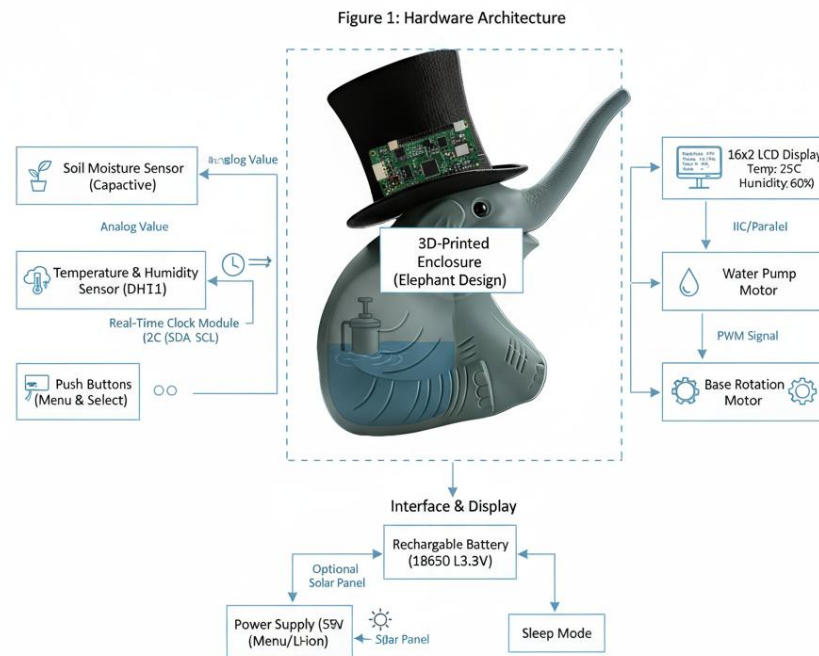 Figure 1: Hardware Architecture
Soil Moisture Sensor
(Capactive)
Value
Analog Value
Temperature & Humidity
Sensor (DHT1)
Real-Time Clock Module
(2C (SDA SCL)
Push Buttons
(Menu & Select)
3D-Printed
Enclosure
(Elephant Design)
16x2 LCD Display
Temp: 25C
Humidity: 60%)
IIC/Paralel
Water Pump
Motor
PWM Signal
Base Rotation
Motor
Interface & Display
Rechargable Battery
(18650 L3.3V)
Optional
Solar Panel
Power Supply
(Menu/Li-ion)
Solar Panel
Sleep Mode